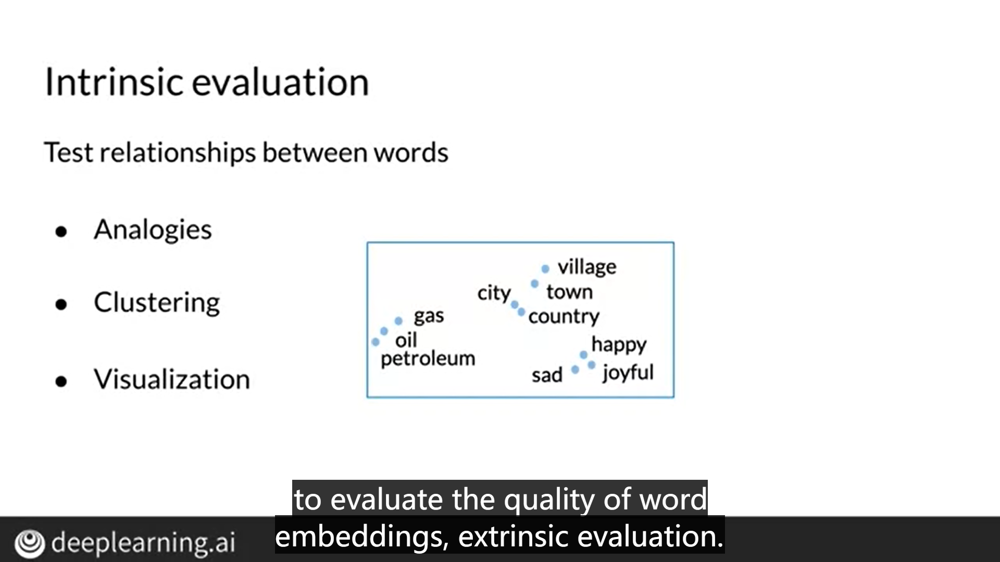 Intrinsic evaluation
Test relationships between words
● Analogies
● Clustering
● Visualization
village
city
town
gas
country
oil
happy
petroleum
sad
joyful
to evaluate the quality of word
embeddings, extrinsic evaluation.
deeplearning.ai